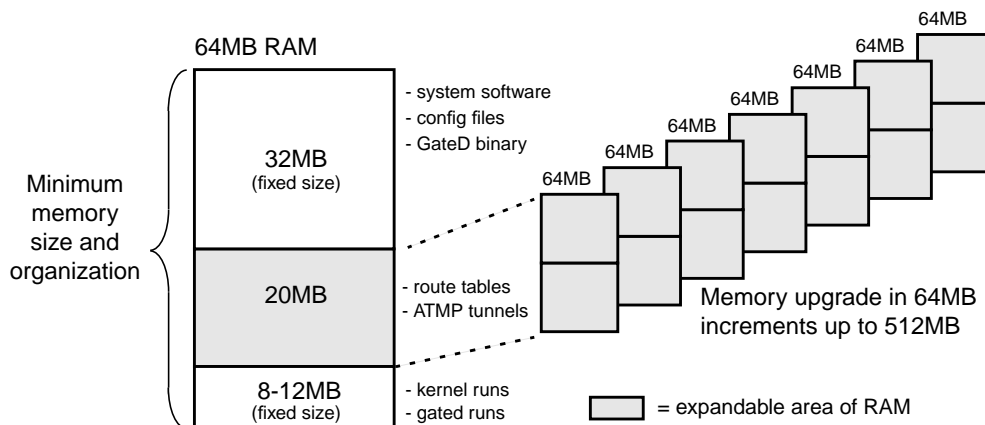 64MB RAM
Minimum
memory
size and
organization
32MB
(fixed size)
- system software
- config files
- GateD binary
20MB
- route tables
- ATMP tunnels
8-12MB
(fixed size)
- kernel runs
- gated runs
64MB
64MB
64MB
64MB
64MB
64MB
64MB
Memory upgrade in 64MB
increments up to 512MB
= expandable area of RAM